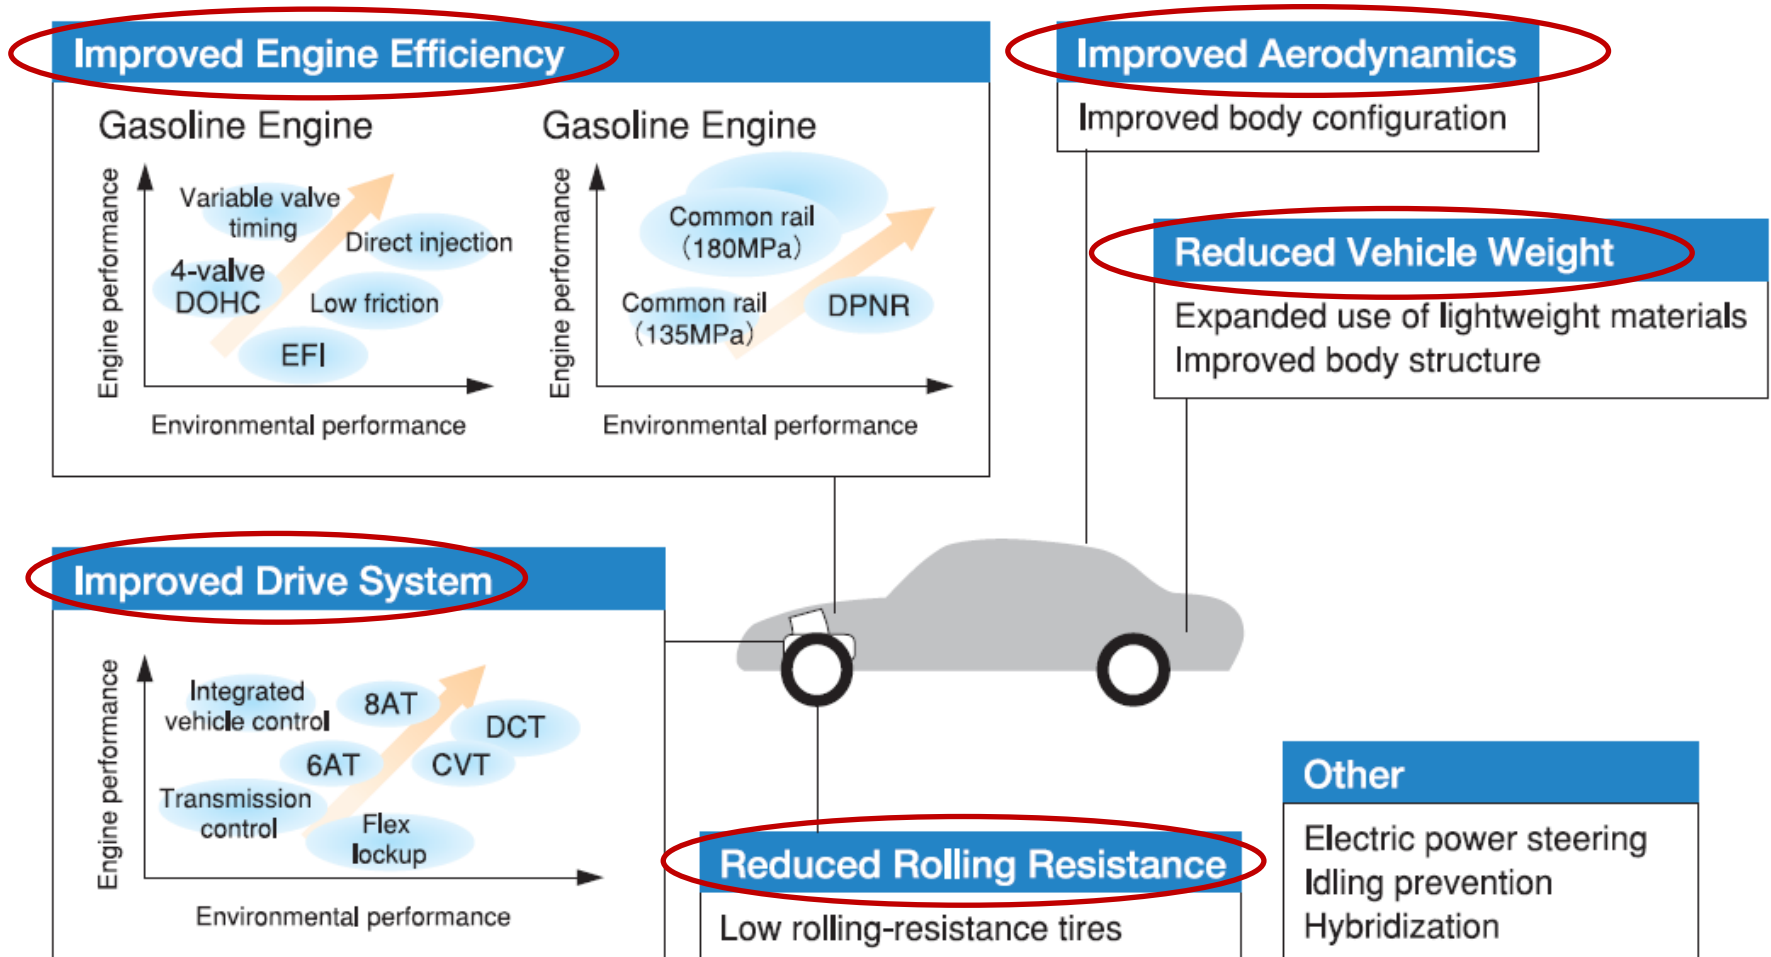 Improved Engine Efficiency
Gasoline Engine
Engine performance
Variable valve
timing
Direct injection
4-valve
DOHC
Low friction
EFI
Environmental performance
Gasoline Engine
Engine performance
Common rail
(180MPa)
Common rail
(135MPa)
DPNR
Environmental performance
Improved Aerodynamics
Improved body configuration
Reduced Vehicle Weight
Expanded use of lightweight materials
Improved body structure
Improved Drive System
Engine performance
Integrated
vehicle control
8AT
DCT
6AT
CVT
Transmission
control
Flex
lockup
Environmental performance
Reduced Rolling Resistance
Low rolling-resistance tires
Other
Electric power steering
Idling prevention
Hybridization